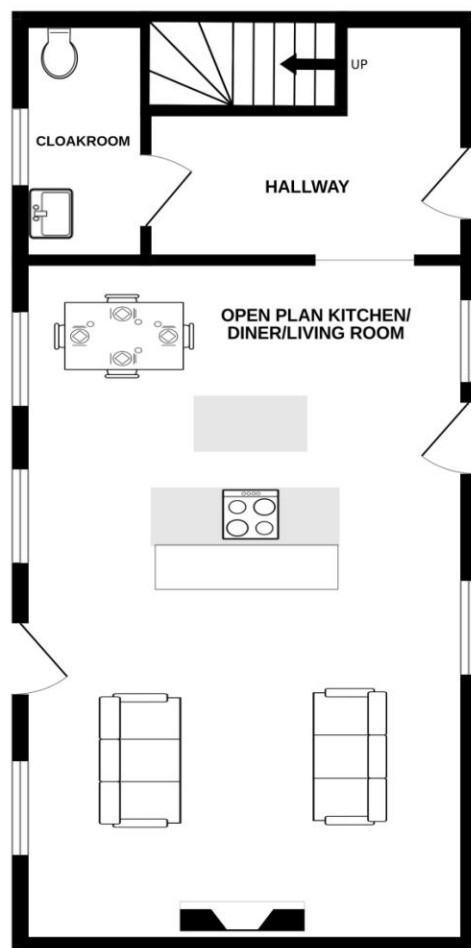 UP
CLOAKROOM
HALLWAY
OPEN PLAN KITCHEN/
DINER/LIVING ROOM